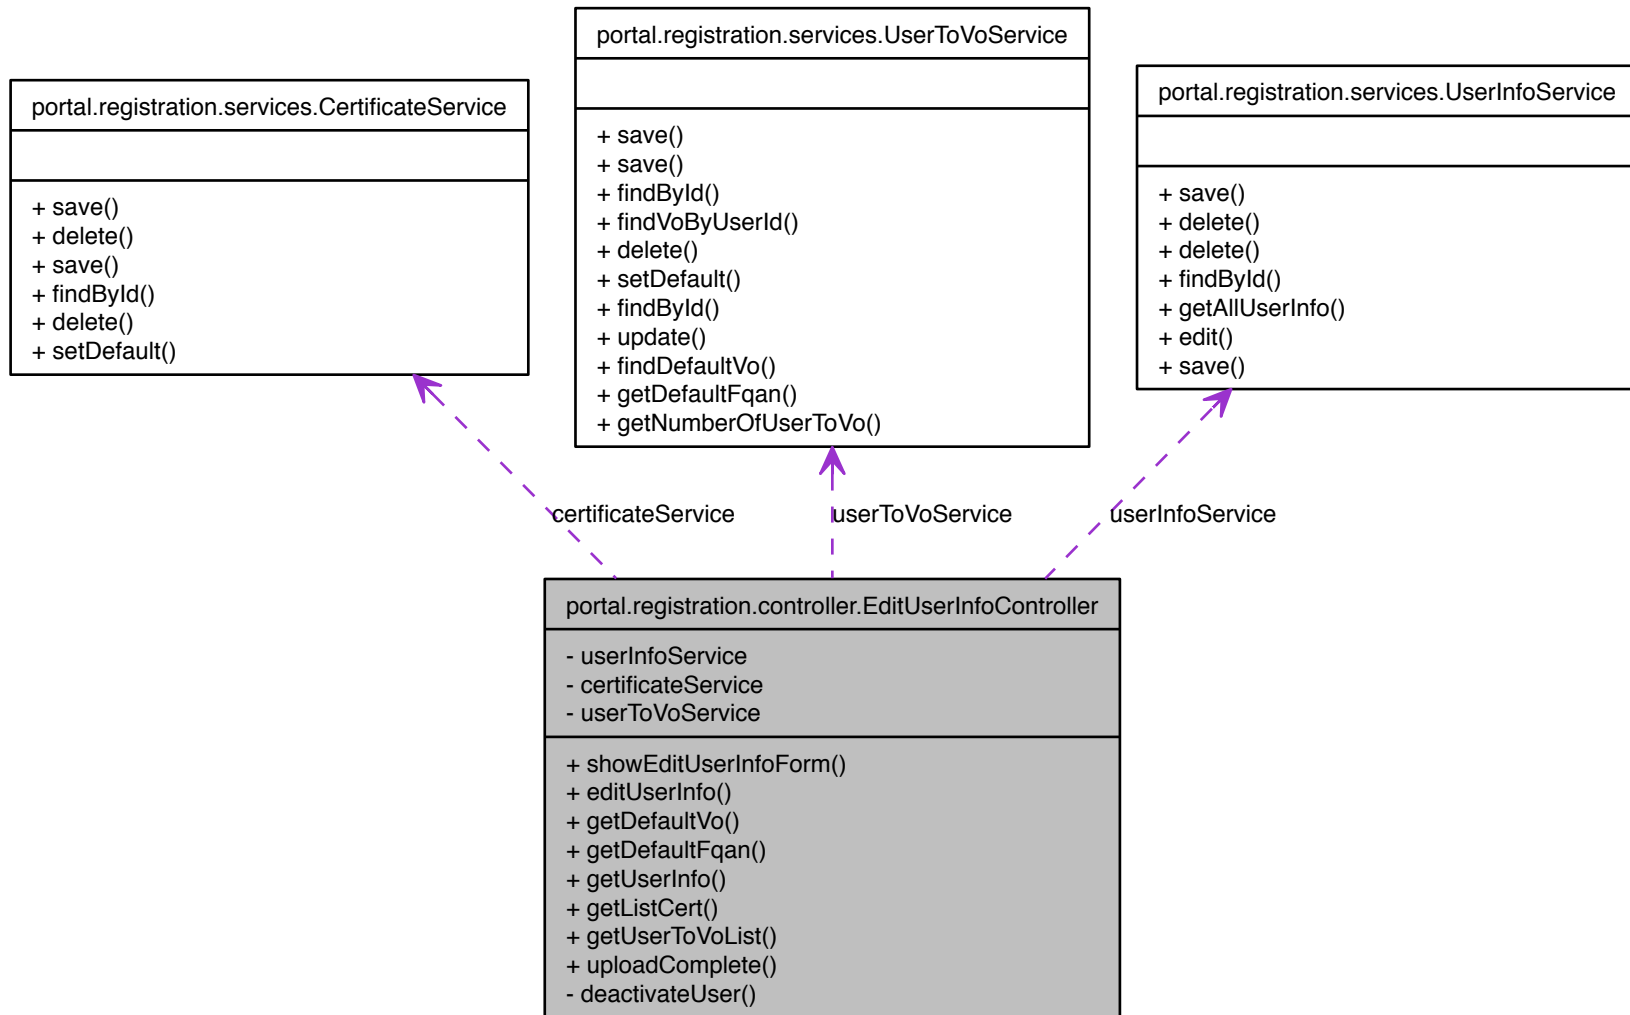 portal.registration.services.CertificateService
+ save()
+ delete()
+ save()
+ findById()
+ delete()
+ setDefault()
portal.registration.services.UserToVoService
+ save()
+ save()
+ findById()
+ findVoByUserId()
+ delete()
+ setDefault()
+ findById()
+ update()
+ findDefaultVo()
+ getDefaultFqan()
+ getNumberOfUserToVo()
portal.registration.services.UserInfoService
+ save()
+ delete()
+ delete()
+ findById()
+ getAllUserInfo()
+ edit()
+ save()
certificateService
userToVoService
userInfoService
portal.registration.controller.EditUserInfoController
- userInfoService
- certificateService
- userToVoService
+ showEditUserInfoForm()
+ editUserInfo()
+ getDefaultVo()
+ getDefaultFqan()
+ getUserInfo()
+ getListCert()
+ getUserToVoList()
+ uploadComplete()
- deactivateUser()